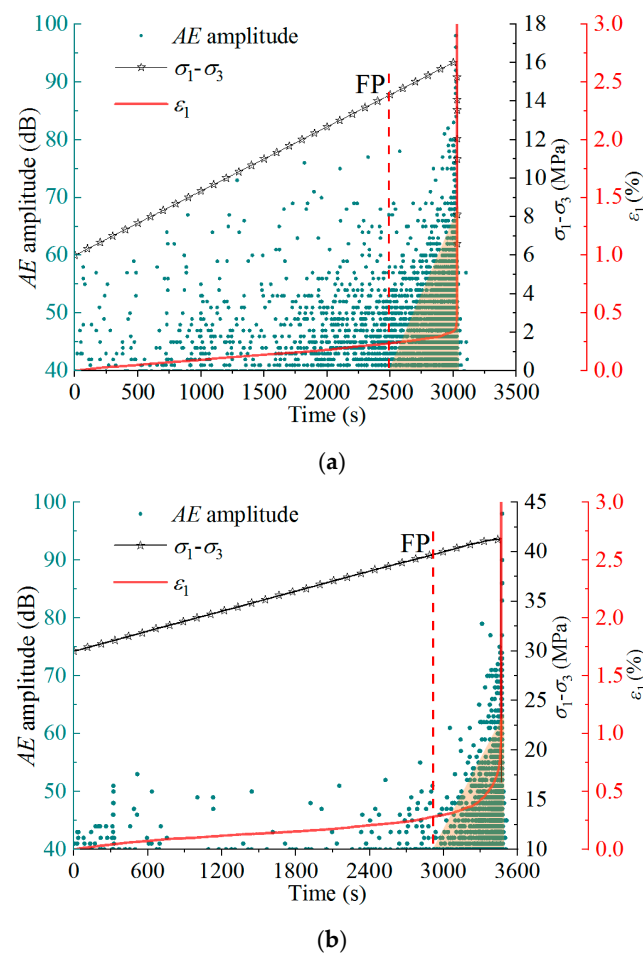 100
90
80
70
60
50
40
AE amplitude (dB)
AE amplitude
σ1-σ3
ε1
FP
18
16
14
12
10
8
6
4
2
0
σ1-σ3 (MPa)
3.0
2.5
2.0
1.5
1.0
0.5
0.0
ε1(%)
0 500 1000 1500 2000 2500 3000 3500
Time (s)
(a)
100
90
80
70
60
50
40
AE amplitude (dB)
AE amplitude
σ1-σ3
ε1
FP
45
40
35
30
25
20
15
10
σ1-σ3 (MPa)
3.0
2.5
2.0
1.5
1.0
0.5
0.0
ε1(%)
0 600 1200 1800 2400 3000 3600
Time (s)
(b)